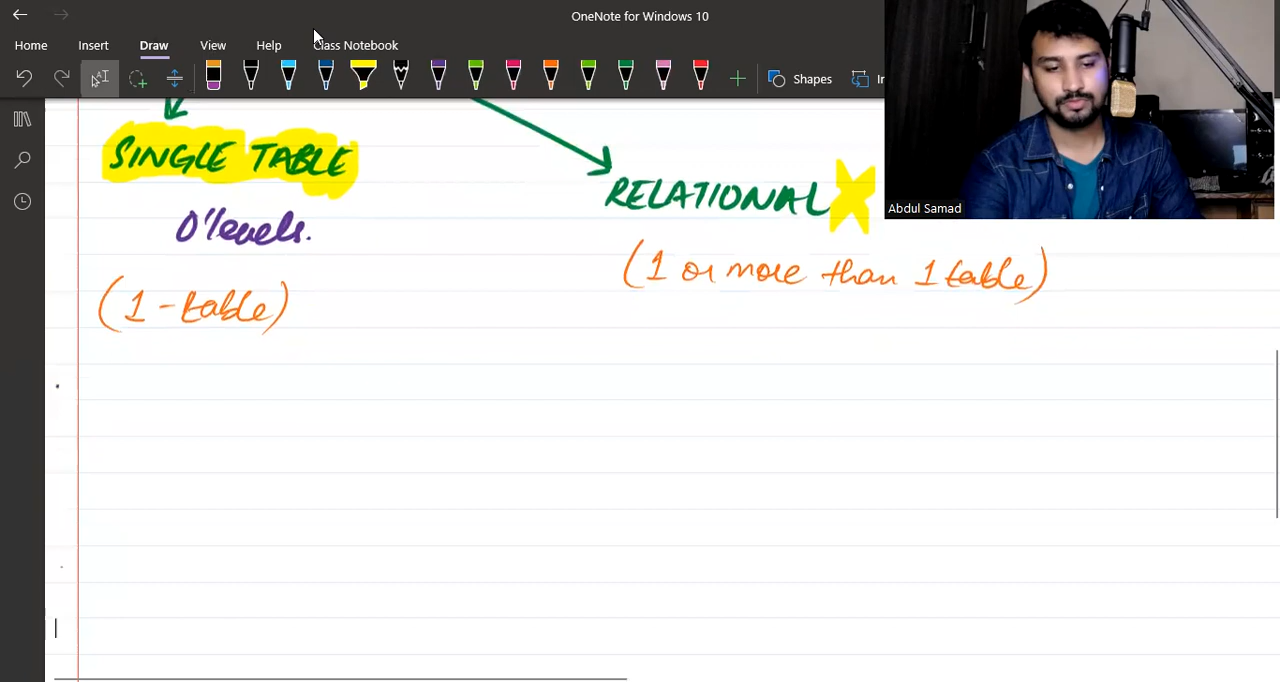 OneNote for Windows 10
Home Insert Draw View Help Class Notebook
Shapes
Abdul Samad
SINGLE TABLE
RELATIONAL X
O'levels.
(1 or more than 1 table)
(1-table)